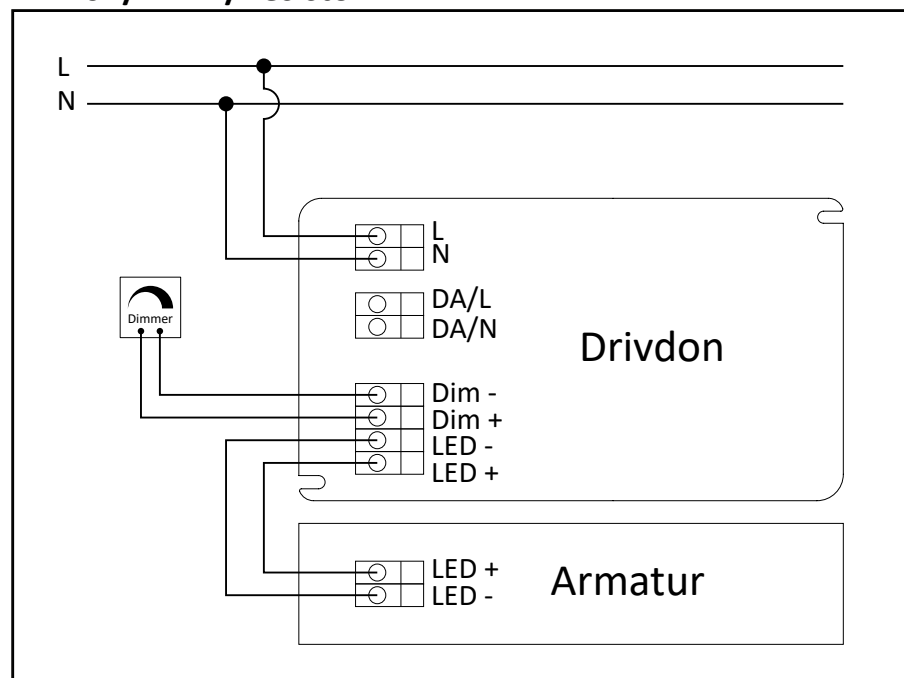 L
N
L
N
DA/L
DA/N
Dimmer
Drivdon
Dim -
Dim +
LED -
LED +
LED +
LED -
Armatur